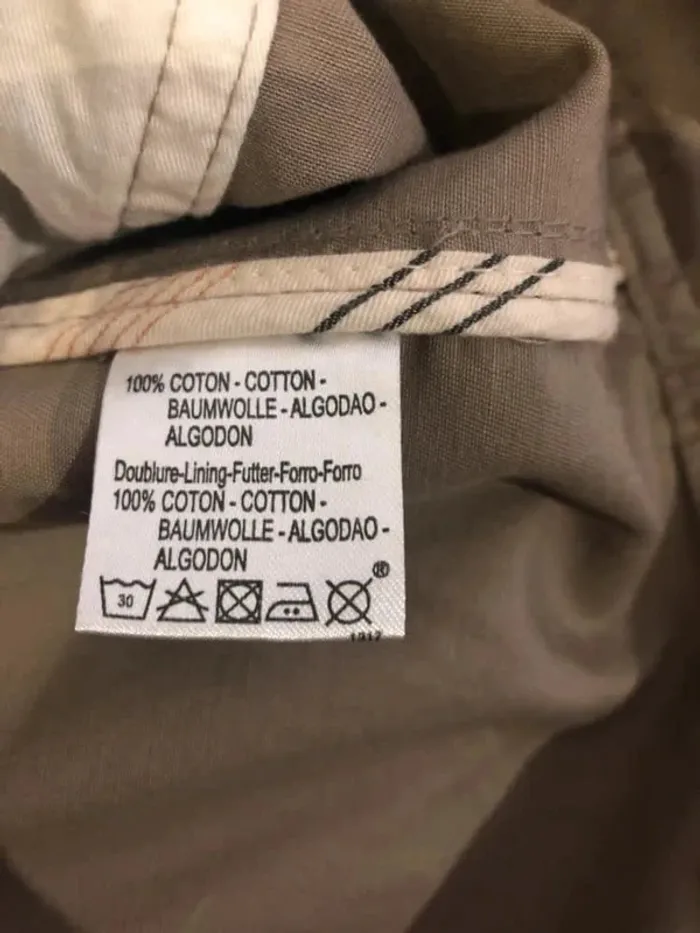 100% COTON - COTTON -
BAUMWOLLE - ALGODAO -
ALGODON
Doublure-Lining-Futter-Forro-Forro
100% COTON - COTTON -
BAUMWOLLE - ALGODAO -
ALGODON
30 ®